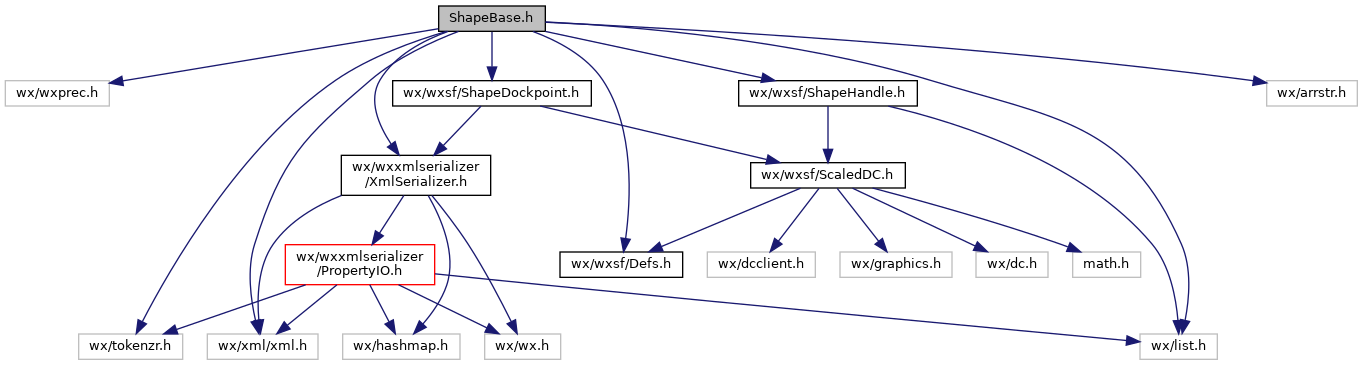 ShapeBase.h
wx/wxprec.h
wx/wxsf/ShapeDockpoint.h
wx/wxsf/ShapeHandle.h
wx/arrstr.h
wx/wxxmlserializer
/XmlSerializer.h
wx/wxsf/ScaledDC.h
wx/wxxmlserializer
/PropertyIO.h
wx/wxsf/Defs.h
wx/dcclient.h
wx/graphics.h
wx/dc.h
math.h
wx/tokenzr.h
wx/xml/xml.h
wx/hashmap.h
wx/wx.h
wx/list.h